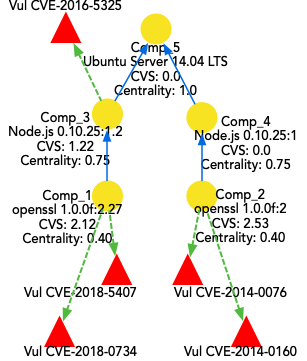 Vul CVE-2016-5325
Comp_5
Ubuntu Server 14.04 LTS
CVS: 0.0
Centrality: 1.0
Comp_3
Node.js 0.10.25:1.2
CVS: 1.22
Centrality: 0.75
Comp_4
Node.js 0.10.25:1
CVS: 0.0
Centrality: 0.75
Comp_1
openssl 1.0.0f:2.27
CVS: 2.12
Centrality: 0.40
Comp_2
openssl 1.0.0f:2
CVS: 2.53
Centrality: 0.40
Vul CVE-2018-5407
Vul CVE-2014-0076
Vul CVE-2018-0734
Vul CVE-2014-0160